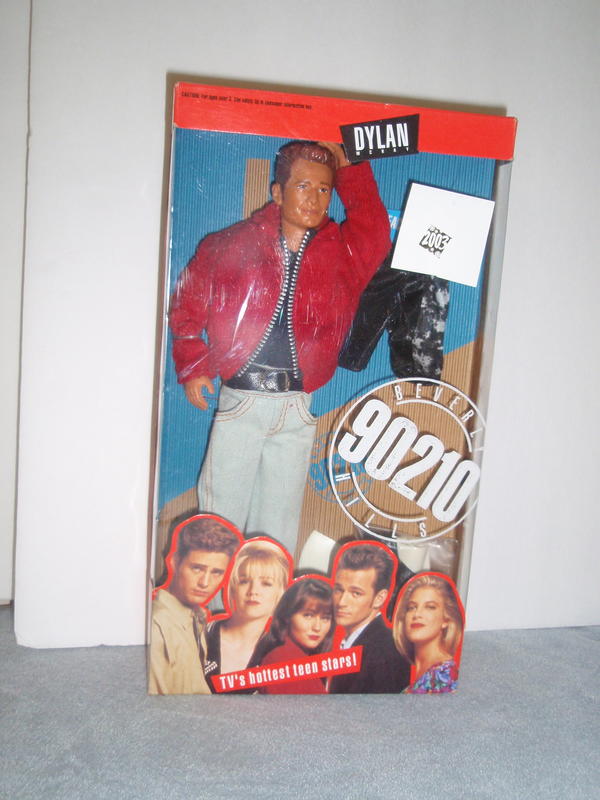 DYLAN
McKAY
2003
BEVERLY
90210
HILLS
TV's hottest teen stars!